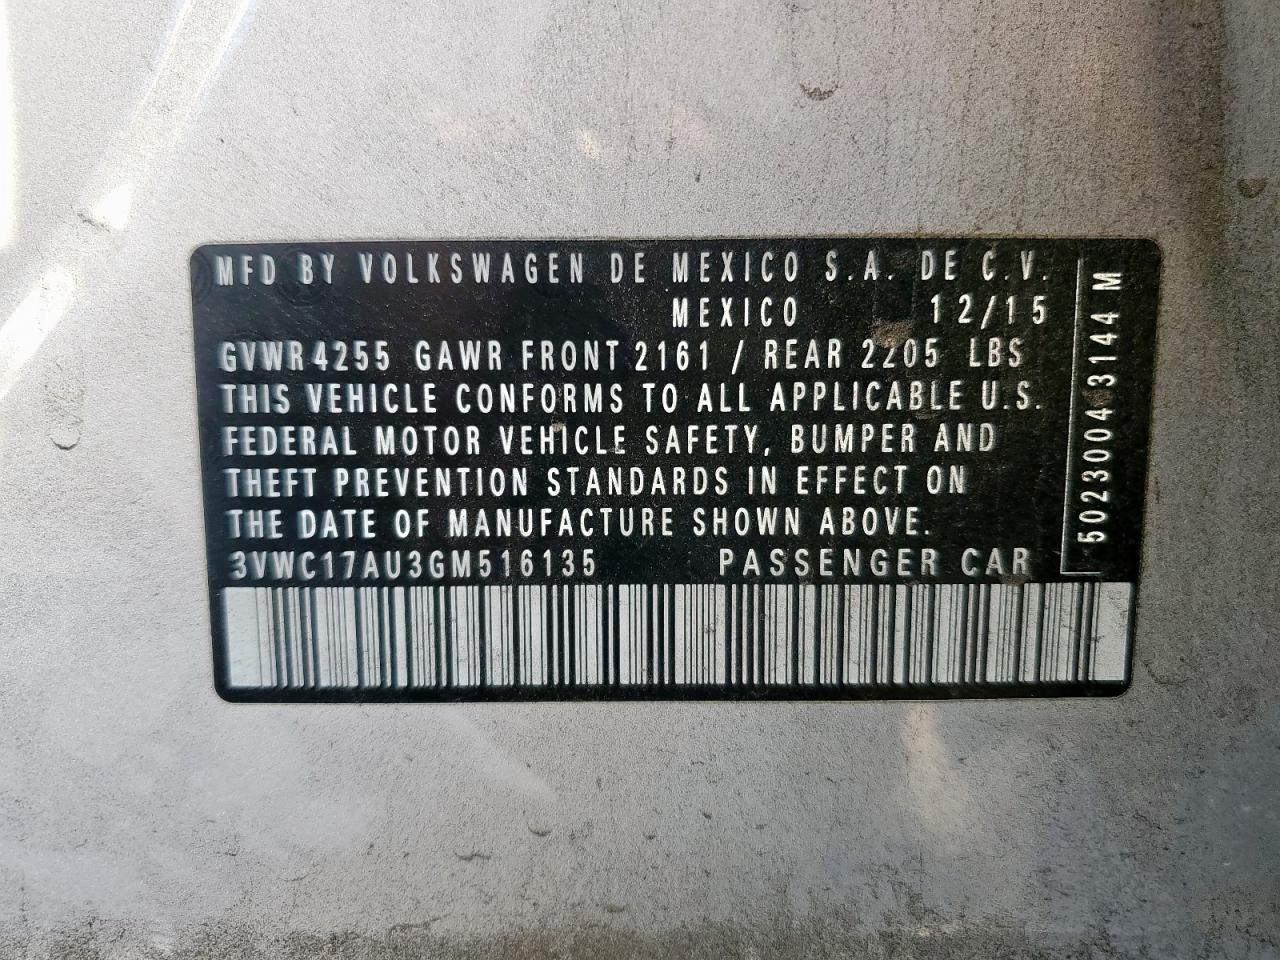 MFD BY VOLKSWAGEN DE MEXICO S.A. DE C.V.
MEXICO 12/15
GVWR 4255 GAWR FRONT 2161 / REAR 2205 LBS
THIS VEHICLE CONFORMS TO ALL APPLICABLE U.S.
FEDERAL MOTOR VEHICLE SAFETY, BUMPER AND
THEFT PREVENTION STANDARDS IN EFFECT ON
THE DATE OF MANUFACTURE SHOWN ABOVE.
3VWC17AU3GM516135 PASSENGER CAR
5023004 3144 M